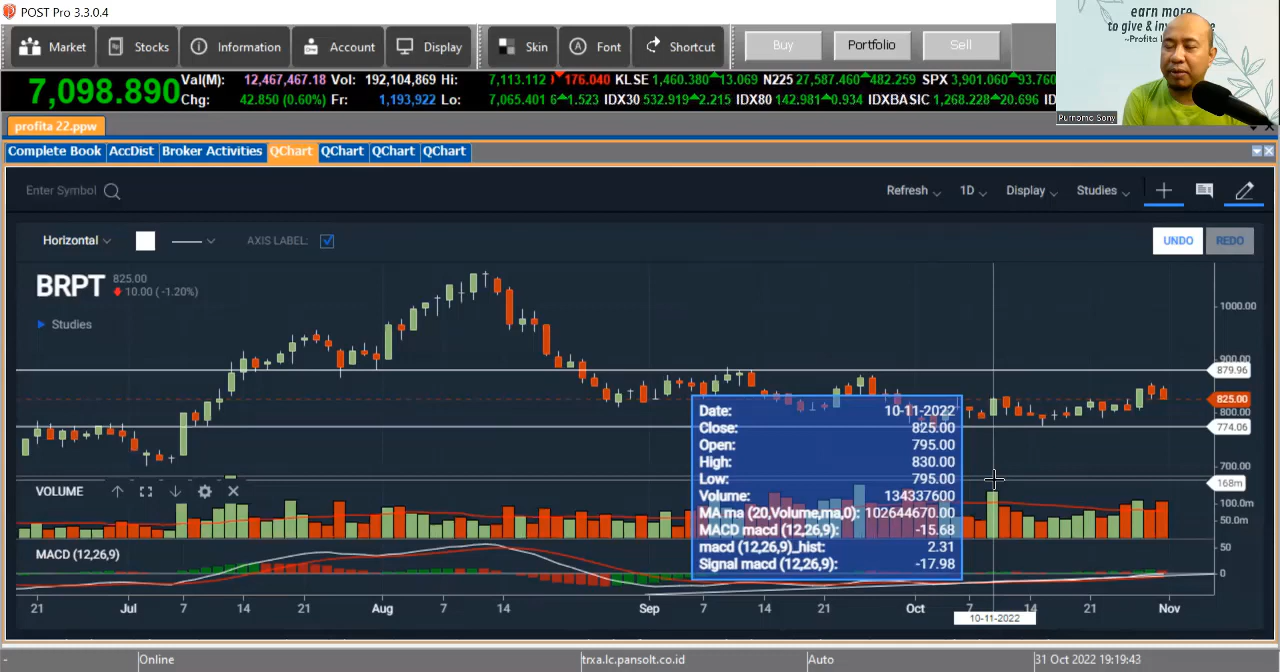 POST Pro 3.3.0.4
earn more
to give &
~Profita
Purnomo Sony
Market Stocks Information Account Display Skin Font Shortcut Buy Portfolio Sell
7,098.890
Val(M): 12,467,467.18 Vol: 192,104,869 Hi: 7,113.112 176.040 KLSE 1,460.380 13.069 N225 27,587.460 482.259 SPX 3,901.060 93.760
Chg: 42.850 (0.60%) Fr: 1,193,922 Lo: 7,065.401 6 1.523 IDX30 532.919 2.215 IDX80 142.981 0.934 IDXBASIC 1,268.228 20.696
profita 22.ppw
Complete Book AccDist Broker Activities QChart QChart QChart QChart
Enter Symbol Refresh 1D Display Studies
Horizontal AXIS LABEL: UNDO REDO
BRPT 825.00
10.00 ( -1.20%)
Studies
1000.00
900.00
879.96
825.00
800.00
774.06
700.00
168m
100.0m
50.0m
50
0
Date: 10-11-2022
Close: 825.00
Open: 795.00
High: 830.00
Low: 795.00
Volume: 134337600
MA ma (20,Volume,ma,0): 102644670.00
MACD macd (12,26,9): -15.68
macd (12,26,9)_hist: 2.31
Signal macd (12,26,9): -17.98
VOLUME
MACD (12,26,9)
21 Jul 7 14 21 Aug 7 14 Sep 7 14 21 Oct 7 14 21 Nov
10-11-2022
- Online trxa.lc.pansolt.co.id Auto 31 Oct 2022 19:19:43